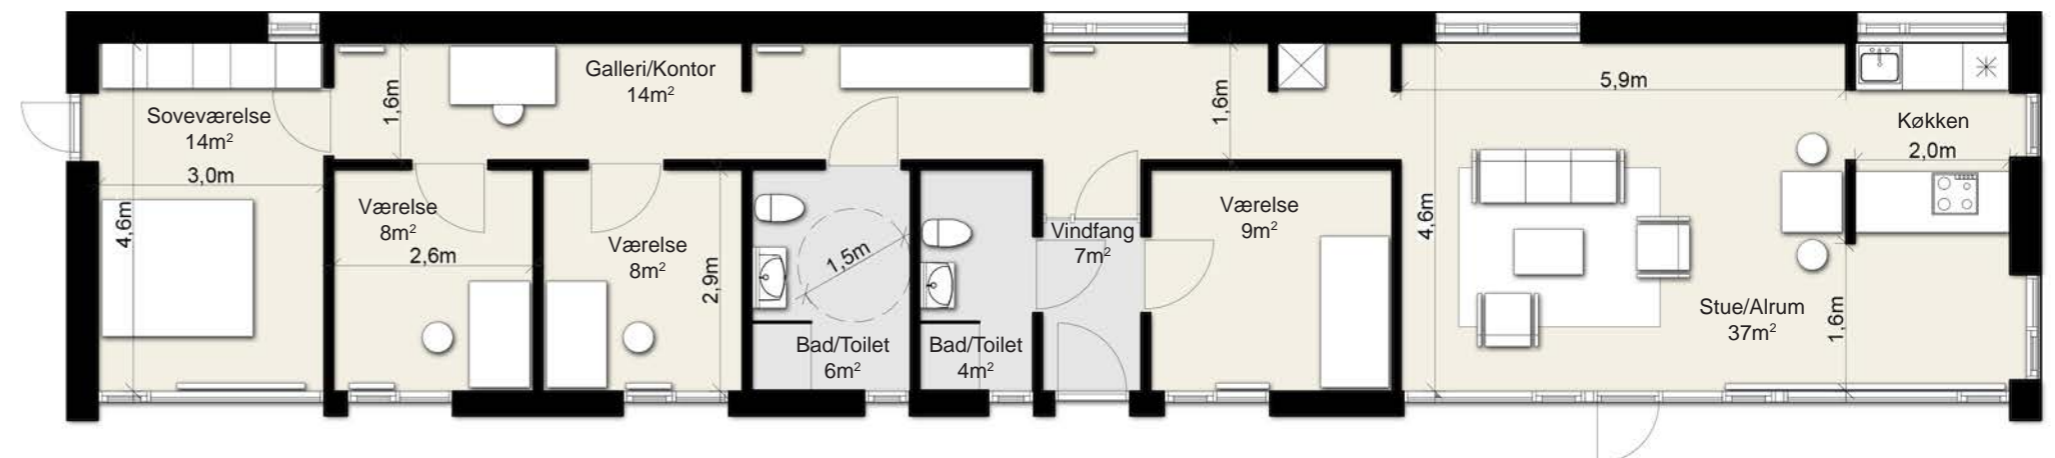 Soveværelse
14m²
3,0m
4,6m
1,6m
Galleri/Kontor
14m²
Værelse
8m²
2,6m
Værelse
8m²
2,9m
1,5m
Bad/Toilet
6m²
Bad/Toilet
4m²
Vindfang
7m²
1,6m
Værelse
9m²
4,6m
5,9m
Stue/Alrum
37m²
1,6m
Køkken
2,0m